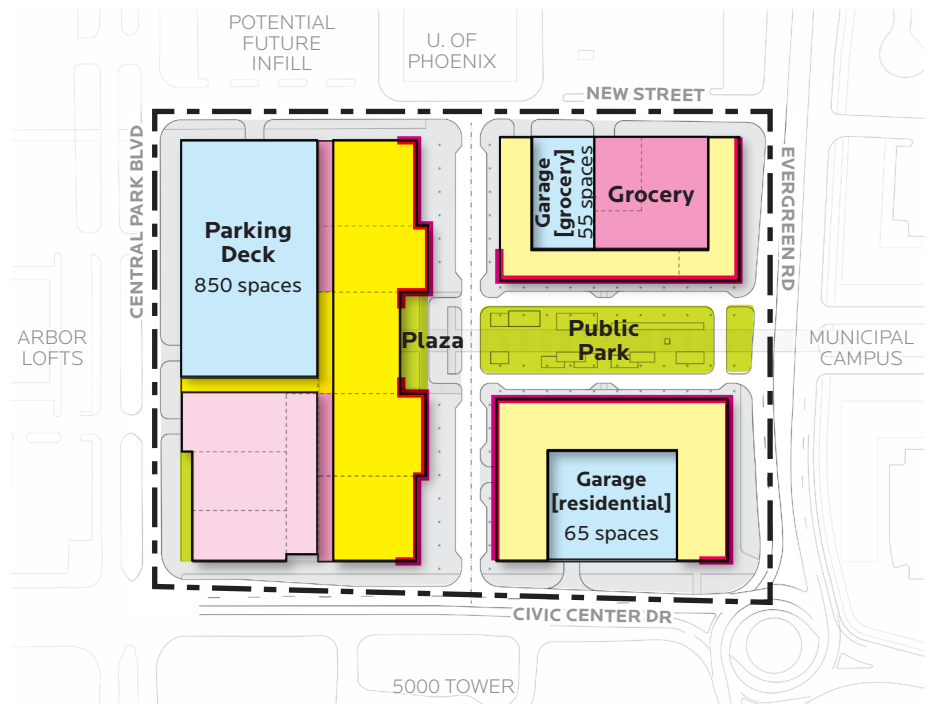 POTENTIAL
FUTURE
INFILL
U. OF
PHOENIX
NEW STREET
CENTRAL PARK BLVD
EVERGREEN RD
Parking
Deck
850 spaces
Garage
[grocery]
55 spaces
Grocery
ARBOR
LOFTS
Plaza
Public
Park
MUNICIPAL
CAMPUS
Garage
[residential]
65 spaces
CIVIC CENTER DR
5000 TOWER